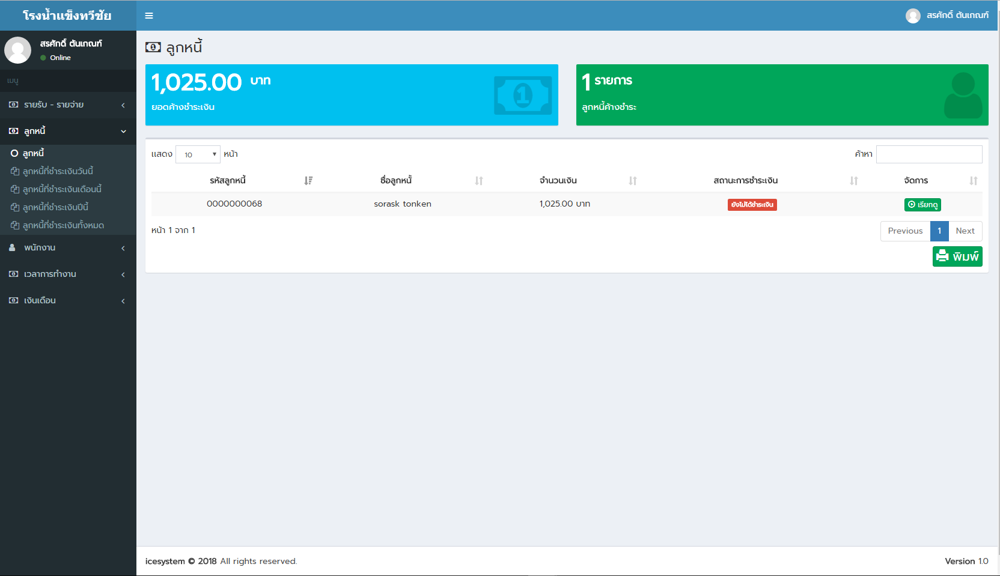 โรงน้ำแข็งทวีชัย
สรศักดิ์ ตันเกณฑ์
สรศักดิ์ ตันเกณฑ์
Online
เมนู
รายรับ - รายจ่าย
ลูกหนี้
ลูกหนี้
ลูกหนี้ที่ชำระเงินวันนี้
ลูกหนี้ที่ชำระเงินเดือนนี้
ลูกหนี้ที่ชำระเงินปีนี้
ลูกหนี้ที่ชำระเงินทั้งหมด
พนักงาน
เวลาการทำงาน
เงินเดือน
ลูกหนี้
1,025.00 บาท
ยอดค้างชำระเงิน
1 รายการ
ลูกหนี้ค้างชำระ
แสดง 10 หน้า
ค้าหา
รหัสลูกหนี้ ชื่อลูกหนั้ จำนวนเงิน สถานะการชำระเงิน จัดการ
0000000068 sorask tonken 1,025.00 บาท ยังไม่ได้ชำระเงิน เรียกดู
หน้า 1 จาก 1
Previous 1 Next
พิมพ์
icesystem © 2018 All rights reserved.
Version 1.0